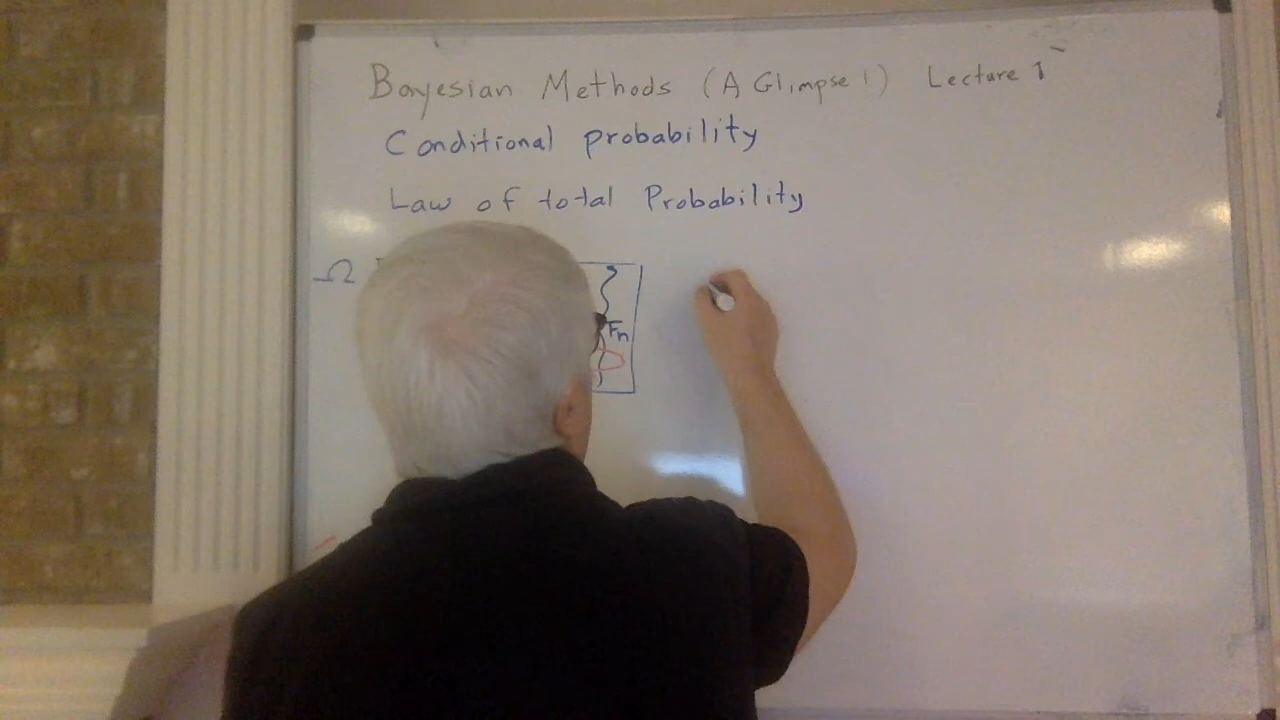 Bayesian Methods (A Glimpse!) Lecture 1
Conditional probability
Law of total Probability
Ω
Fn